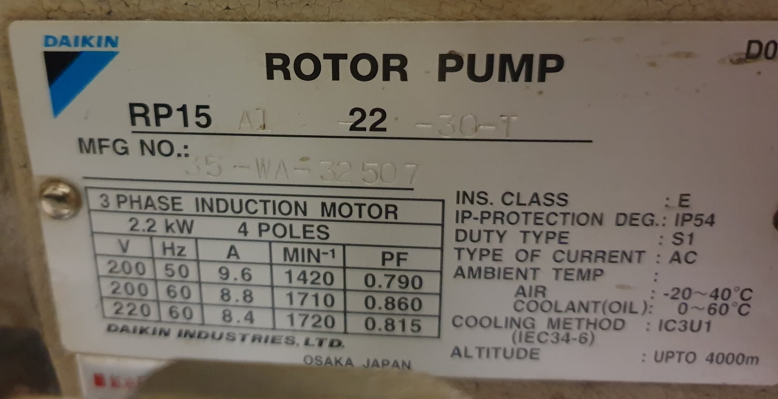 DAIKIN
DO
ROTOR PUMP
RP15 A1 - 22 -30-T
MFG NO.: 35-WA-32507
3 PHASE INDUCTION MOTOR
2.2 kW 4 POLES
V Hz A MIN-1 PF
200 50 9.6 1420 0.790
200 60 8.8 1710 0.860
220 60 8.4 1720 0.815
DAIKIN INDUSTRIES, LTD.
OSAKA JAPAN
INS. CLASS : E
IP-PROTECTION DEG.: IP54
DUTY TYPE : S1
TYPE OF CURRENT : AC
AMBIENT TEMP :
AIR : -20~40°C
COOLANT(OIL): 0~60°C
COOLING METHOD : IC3U1
(IEC34-6)
ALTITUDE : UPTO 4000m